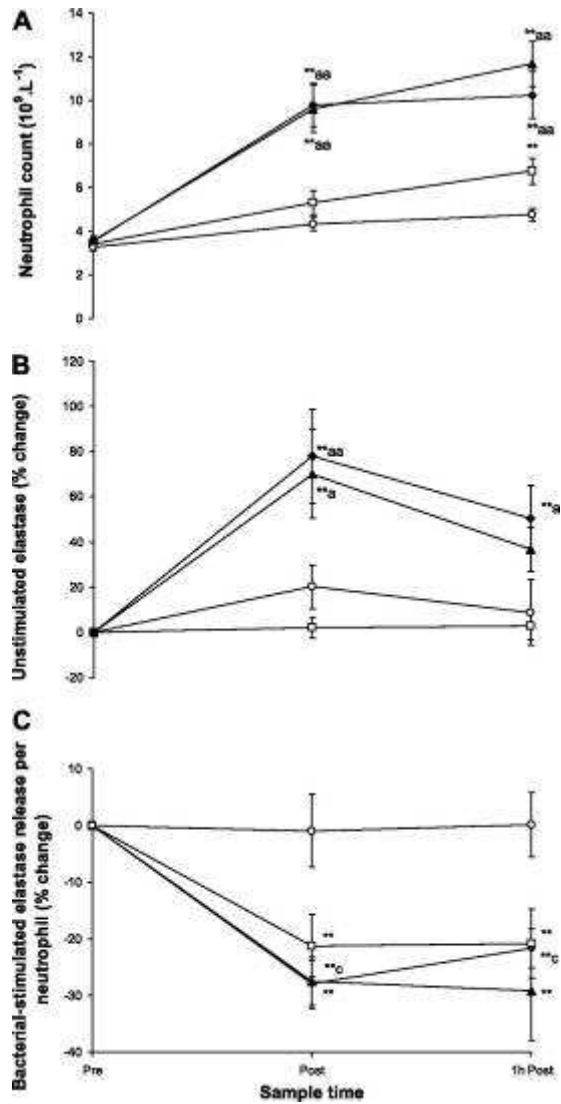 A
Neutrophil count (10⁹.L⁻¹)
14
12
10
8
6
4
2
0
**aa
**aa
**aa
**aa
**
B
Unstimulated elastase (% change)
120
100
80
60
40
20
0
-20
**aa
**a
**a
C
Bacterial-stimulated elastase release per
neutrophil (% change)
10
0
-10
-20
-30
-40
**
**c
**
**
**c
**
Pre
Post
1h Post
Sample time